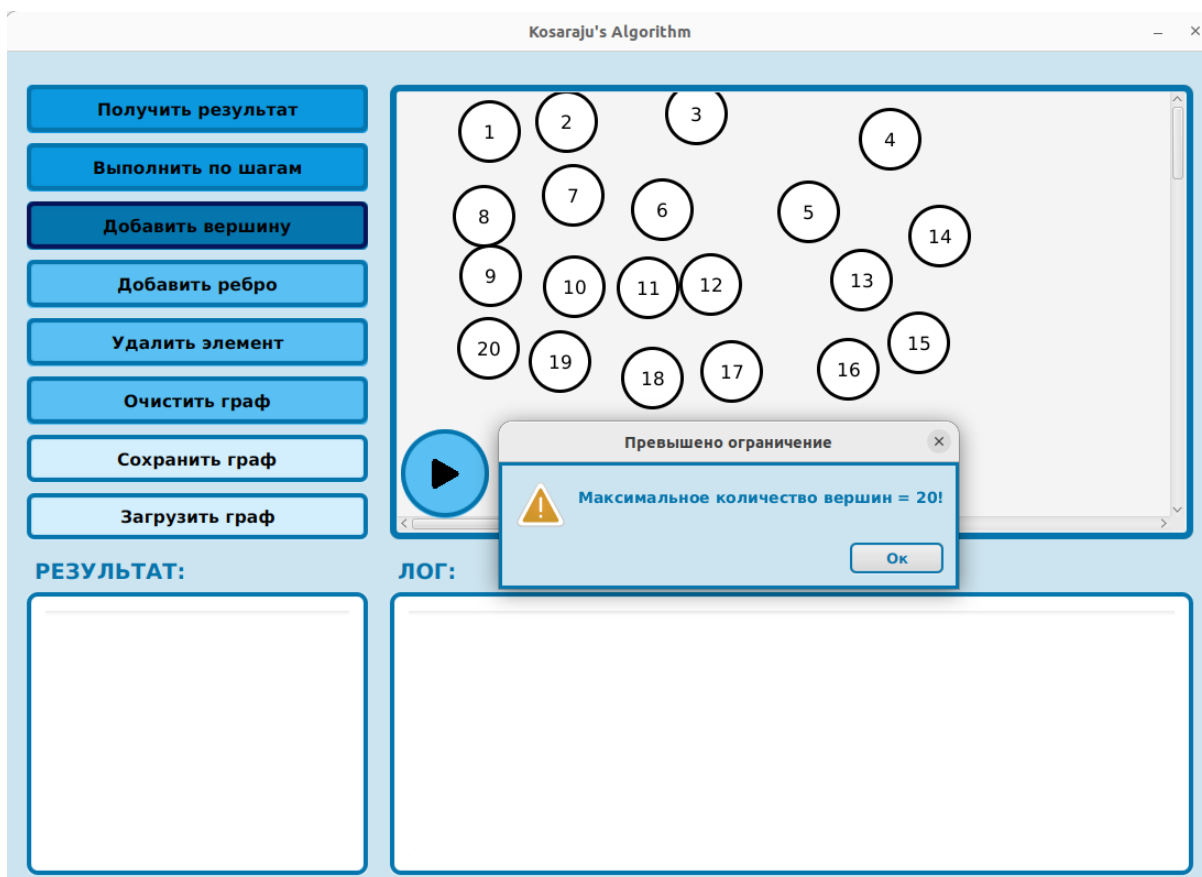 Kosaraju's Algorithm
Получить результат
Выполнить по шагам
Добавить вершину
Добавить ребро
Удалить элемент
Очистить граф
Сохранить граф
Загрузить граф
1
2
3
4
8
7
6
5
14
9
10
11
12
13
20
19
18
17
16
15
Превышено ограничение
Максимальное количество вершин = 20!
Ок
РЕЗУЛЬТАТ:
ЛОГ: